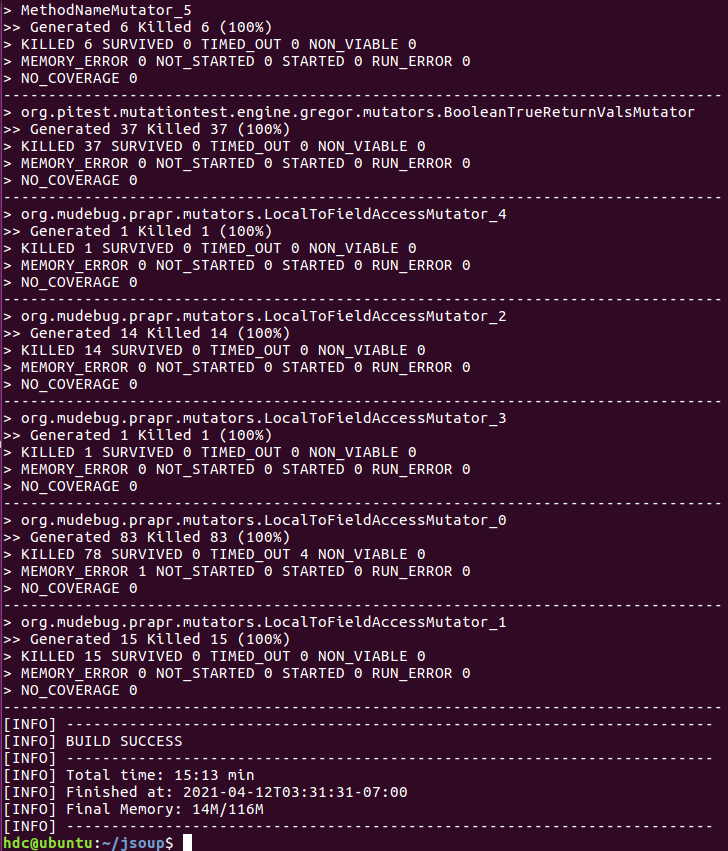 > MethodNameMutator_5
>> Generated 6 Killed 6 (100%)
> KILLED 6 SURVIVED 0 TIMED_OUT 0 NON_VIABLE 0
> MEMORY_ERROR 0 NOT_STARTED 0 STARTED 0 RUN_ERROR 0
> NO_COVERAGE 0
--------------------------------------------------------------------------------
> org.pitest.mutationtest.engine.gregor.mutators.BooleanTrueReturnValsMutator
>> Generated 37 Killed 37 (100%)
> KILLED 37 SURVIVED 0 TIMED_OUT 0 NON_VIABLE 0
> MEMORY_ERROR 0 NOT_STARTED 0 STARTED 0 RUN_ERROR 0
> NO_COVERAGE 0
--------------------------------------------------------------------------------
> org.mudebug.prapr.mutators.LocalToFieldAccessMutator_4
>> Generated 1 Killed 1 (100%)
> KILLED 1 SURVIVED 0 TIMED_OUT 0 NON_VIABLE 0
> MEMORY_ERROR 0 NOT_STARTED 0 STARTED 0 RUN_ERROR 0
> NO_COVERAGE 0
--------------------------------------------------------------------------------
> org.mudebug.prapr.mutators.LocalToFieldAccessMutator_2
>> Generated 14 Killed 14 (100%)
> KILLED 14 SURVIVED 0 TIMED_OUT 0 NON_VIABLE 0
> MEMORY_ERROR 0 NOT_STARTED 0 STARTED 0 RUN_ERROR 0
> NO_COVERAGE 0
--------------------------------------------------------------------------------
> org.mudebug.prapr.mutators.LocalToFieldAccessMutator_3
>> Generated 1 Killed 1 (100%)
> KILLED 1 SURVIVED 0 TIMED_OUT 0 NON_VIABLE 0
> MEMORY_ERROR 0 NOT_STARTED 0 STARTED 0 RUN_ERROR 0
> NO_COVERAGE 0
--------------------------------------------------------------------------------
> org.mudebug.prapr.mutators.LocalToFieldAccessMutator_0
>> Generated 83 Killed 83 (100%)
> KILLED 78 SURVIVED 0 TIMED_OUT 4 NON_VIABLE 0
> MEMORY_ERROR 1 NOT_STARTED 0 STARTED 0 RUN_ERROR 0
> NO_COVERAGE 0
--------------------------------------------------------------------------------
> org.mudebug.prapr.mutators.LocalToFieldAccessMutator_1
>> Generated 15 Killed 15 (100%)
> KILLED 15 SURVIVED 0 TIMED_OUT 0 NON_VIABLE 0
> MEMORY_ERROR 0 NOT_STARTED 0 STARTED 0 RUN_ERROR 0
> NO_COVERAGE 0
--------------------------------------------------------------------------------
[INFO] ------------------------------------------------------------------------
[INFO] BUILD SUCCESS
[INFO] ------------------------------------------------------------------------
[INFO] Total time: 15:13 min
[INFO] Finished at: 2021-04-12T03:31:31-07:00
[INFO] Final Memory: 14M/116M
[INFO] ------------------------------------------------------------------------
hdc@ubuntu:~/jsoup$